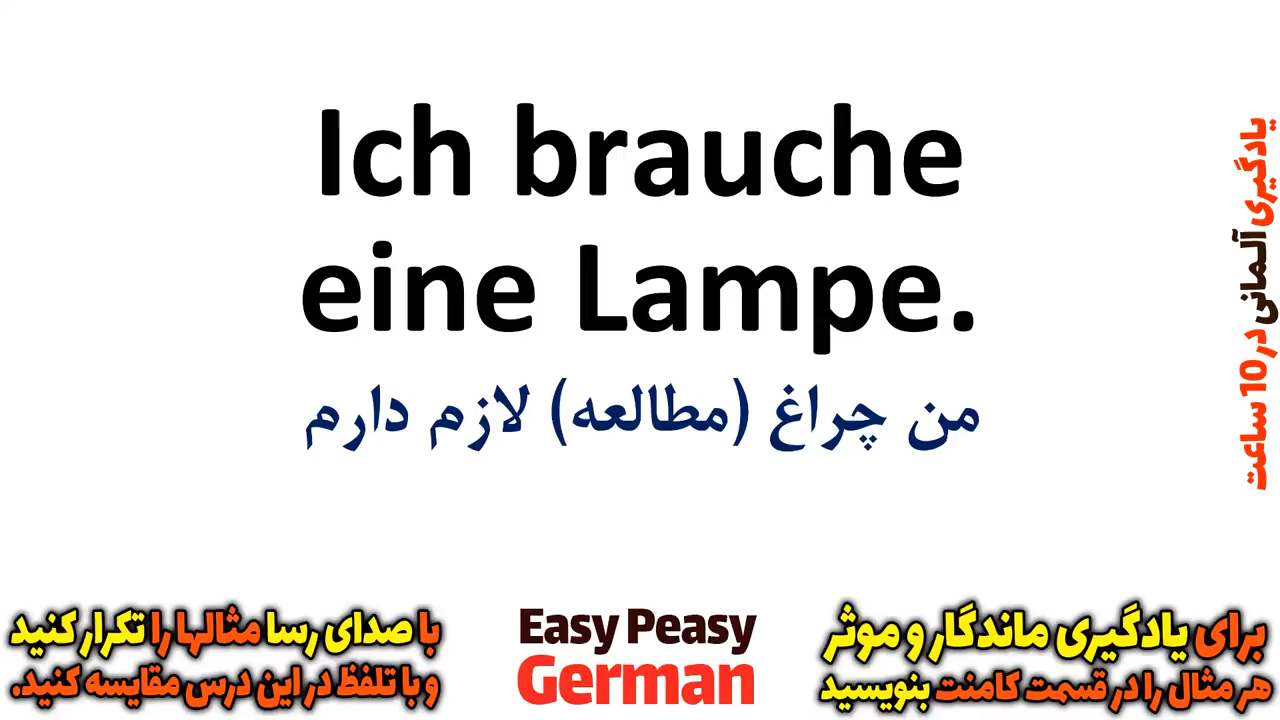 Ich brauche
eine Lampe.
من چراغ (مطالعه) لازم دارم
یادگیری آلمانی در 10 ساعت
با صدای رسا مثالها را تکرار کنید
و با تلفظ در این درس مقایسه کنید.
Easy Peasy
German
برای یادگیری ماندگار و موثر
هر مثال را در قسمت کامنت بنویسید